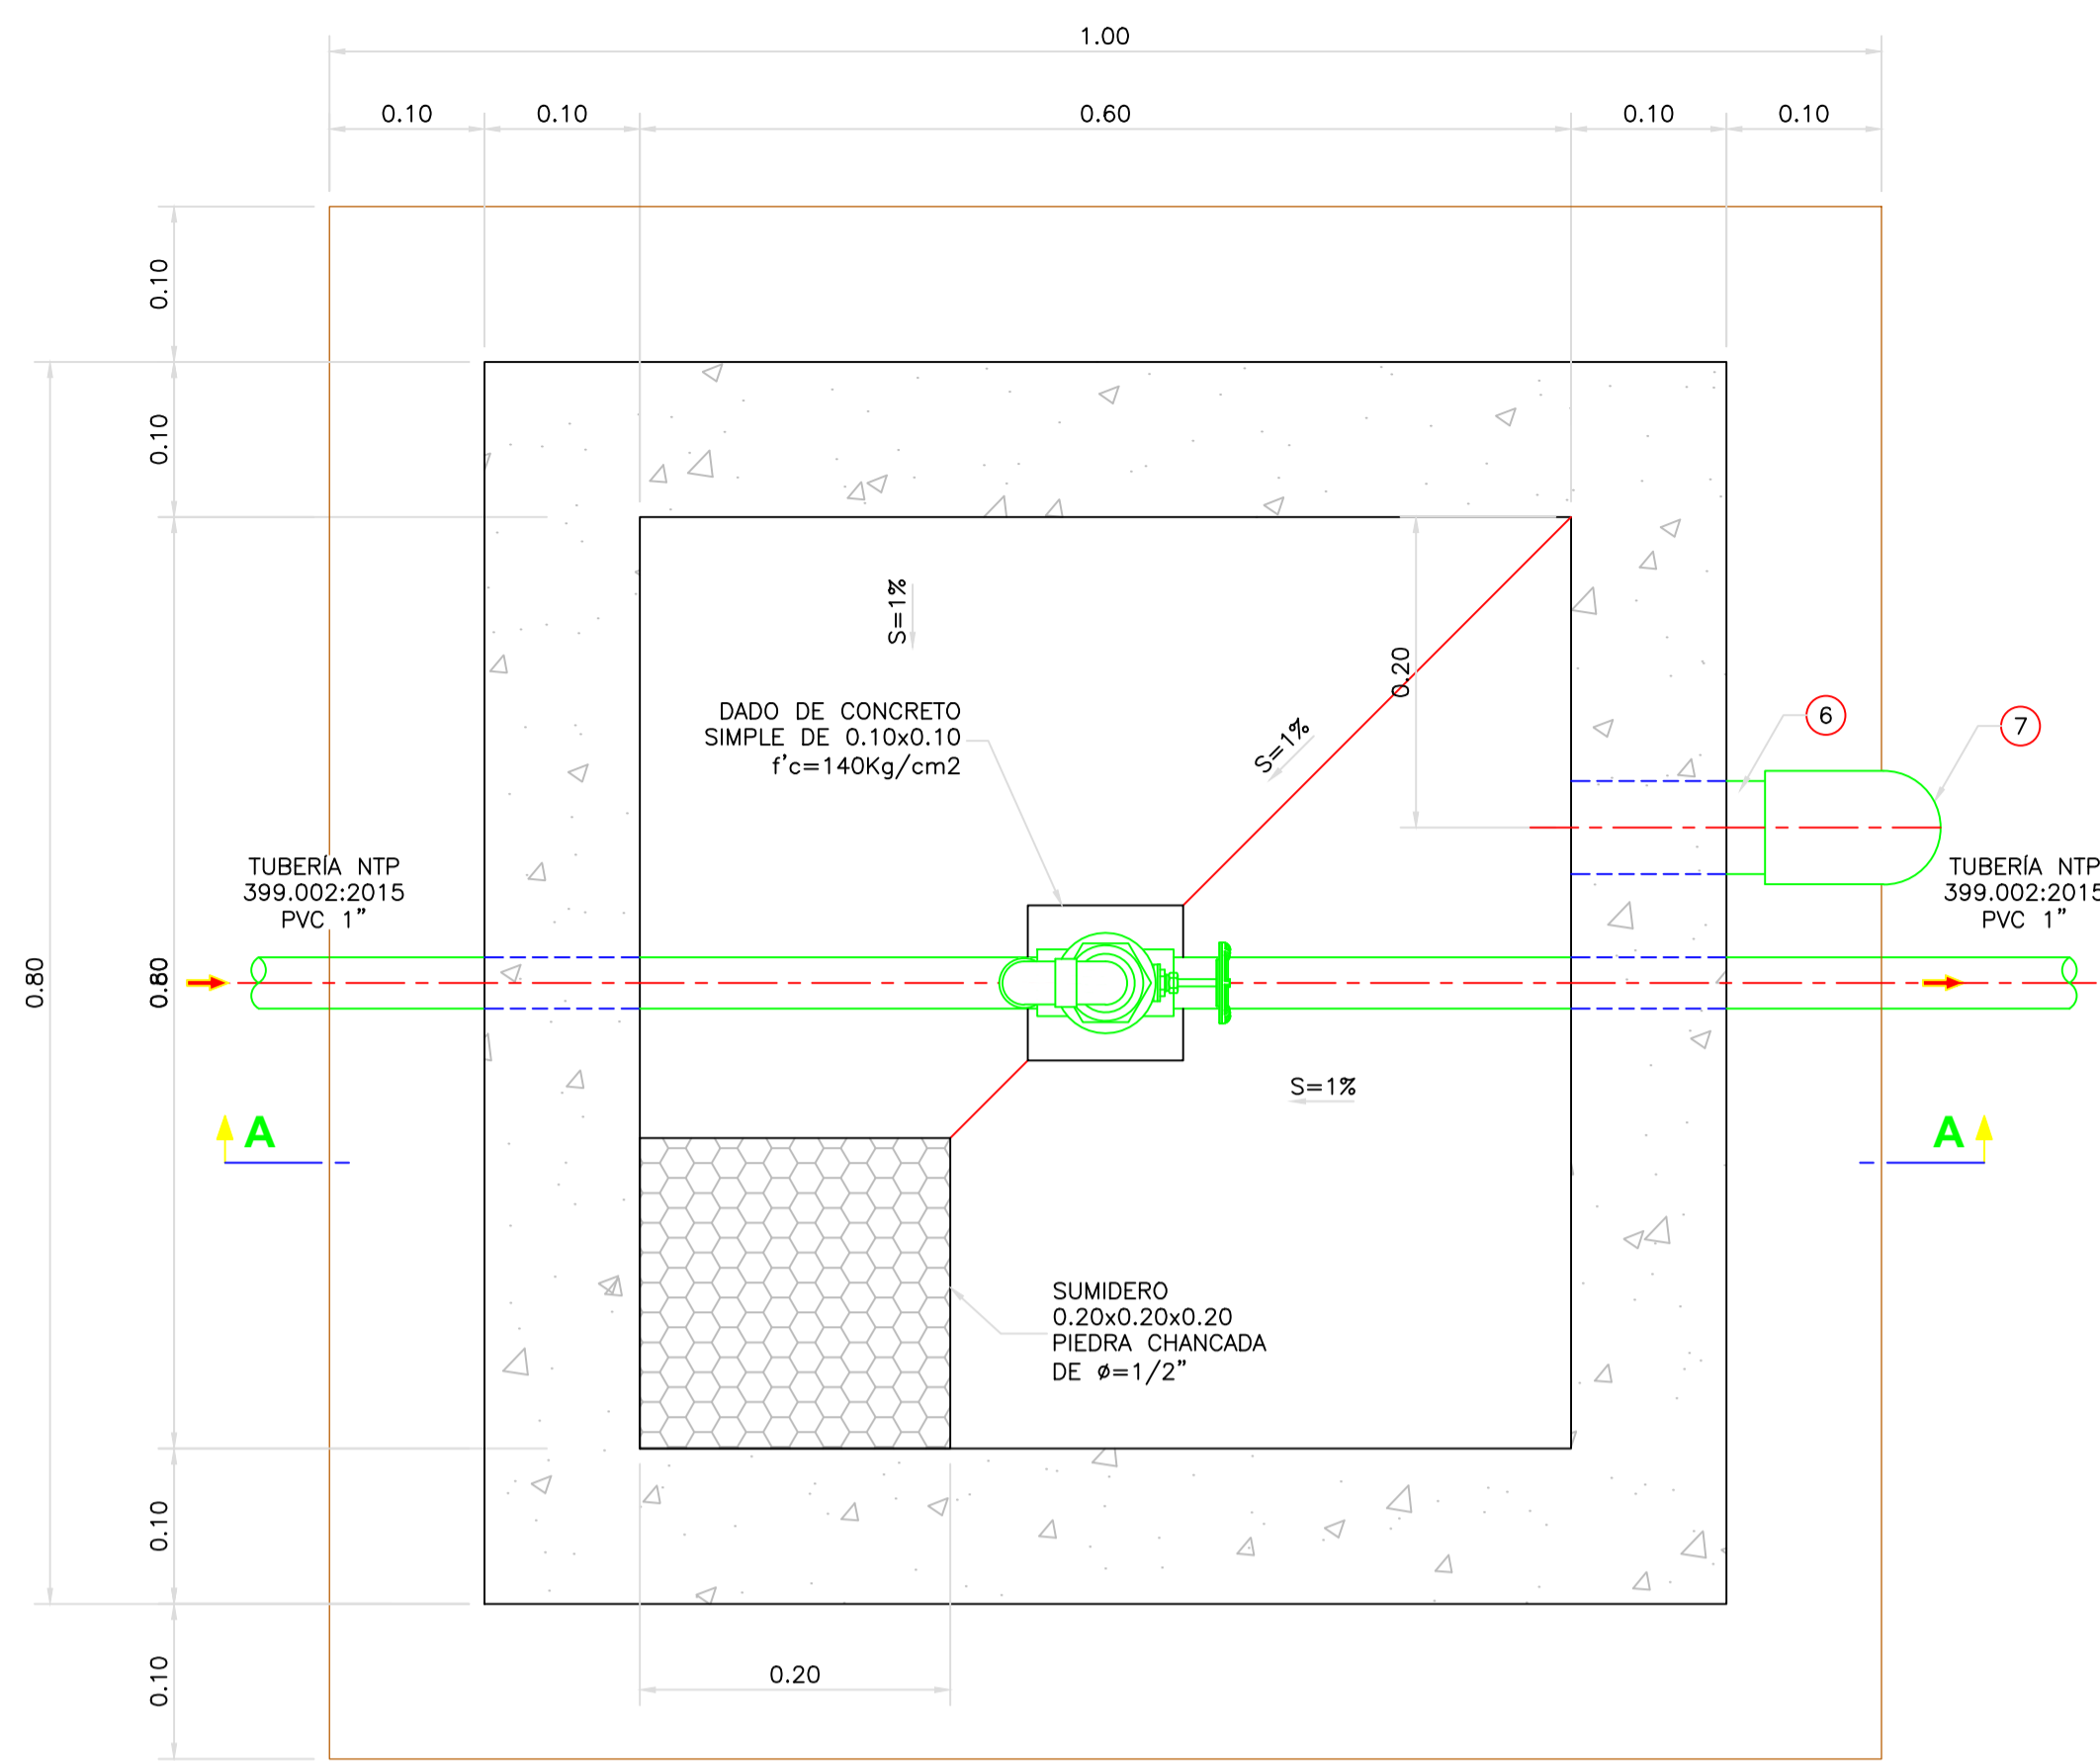 1.00
0.10
0.10
0.60
0.10
0.10
0.10
0.10
S=1%
0.20
DADO DE CONCRETO
SIMPLE DE 0.10x0.10
f'c=140Kg/cm2
S=1%
6
7
TUBERÍA NTP
399.002:2015
PVC 1"
TUBERÍA NTP
399.002:2015
PVC 1"
0.80
0.80
S=1%
A
A
SUMIDERO
0.20x0.20x0.20
PIEDRA CHANCADA
DE ø=1/2"
0.10
0.20
0.10